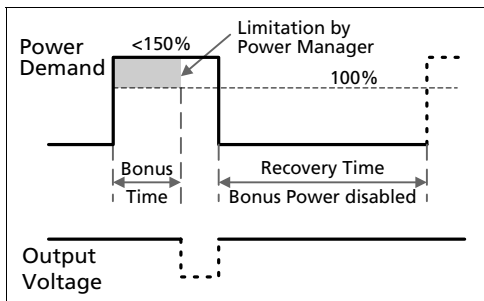 Power
Demand
<150%
Limitation by
Power Manager
100%
Bonus
Time
Recovery Time
Bonus Power disabled
Output
Voltage